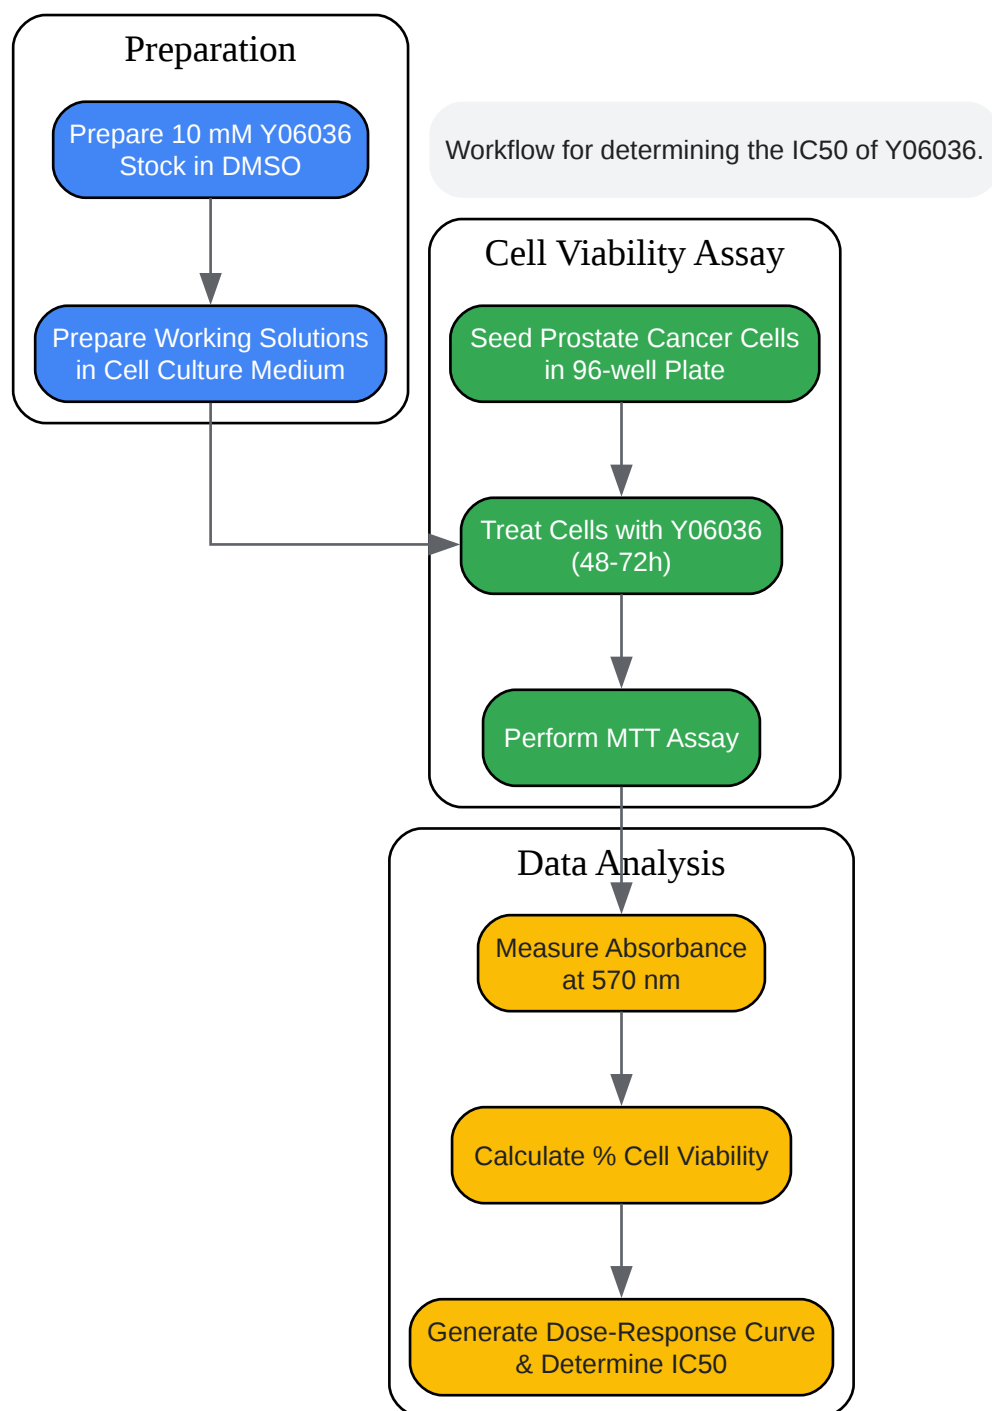 Preparation
Prepare 10 mM Y06036
Stock in DMSO
Prepare Working Solutions
in Cell Culture Medium
Workflow for determining the IC50 of Y06036.
Cell Viability Assay
Seed Prostate Cancer Cells
in 96-well Plate
Treat Cells with Y06036
(48-72h)
Perform MTT Assay
Data Analysis
Measure Absorbance
at 570 nm
Calculate % Cell Viability
Generate Dose-Response Curve
& Determine IC50